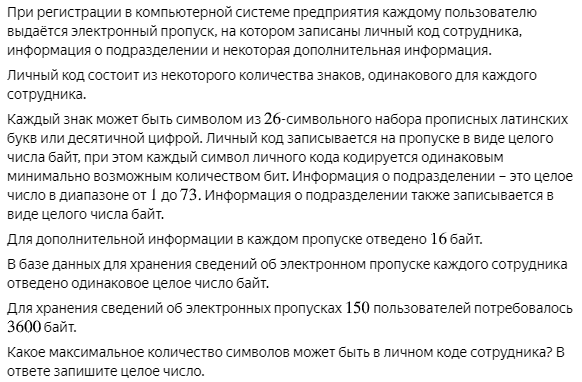 При регистрации в компьютерной системе предприятия каждому пользователю
выдаётся электронный пропуск, на котором записаны личный код сотрудника,
информация о подразделении и некоторая дополнительная информация.
Личный код состоит из некоторого количества знаков, одинакового для каждого
сотрудника.
Каждый знак может быть символом из 26-символьного набора прописных латинских
букв или десятичной цифрой. Личный код записывается на пропуске в виде целого
числа байт, при этом каждый символ личного кода кодируется одинаковым
минимально возможным количеством бит. Информация о подразделении – это целое
число в диапазоне от 1 до 73. Информация о подразделении также записывается в
виде целого числа байт.
Для дополнительной информации в каждом пропуске отведено 16 байт.
В базе данных для хранения сведений об электронном пропуске каждого сотрудника
отведено одинаковое целое число байт.
Для хранения сведений об электронных пропусках 150 пользователей потребовалось
3600 байт.
Какое максимальное количество символов может быть в личном коде сотрудника? В
ответе запишите целое число.